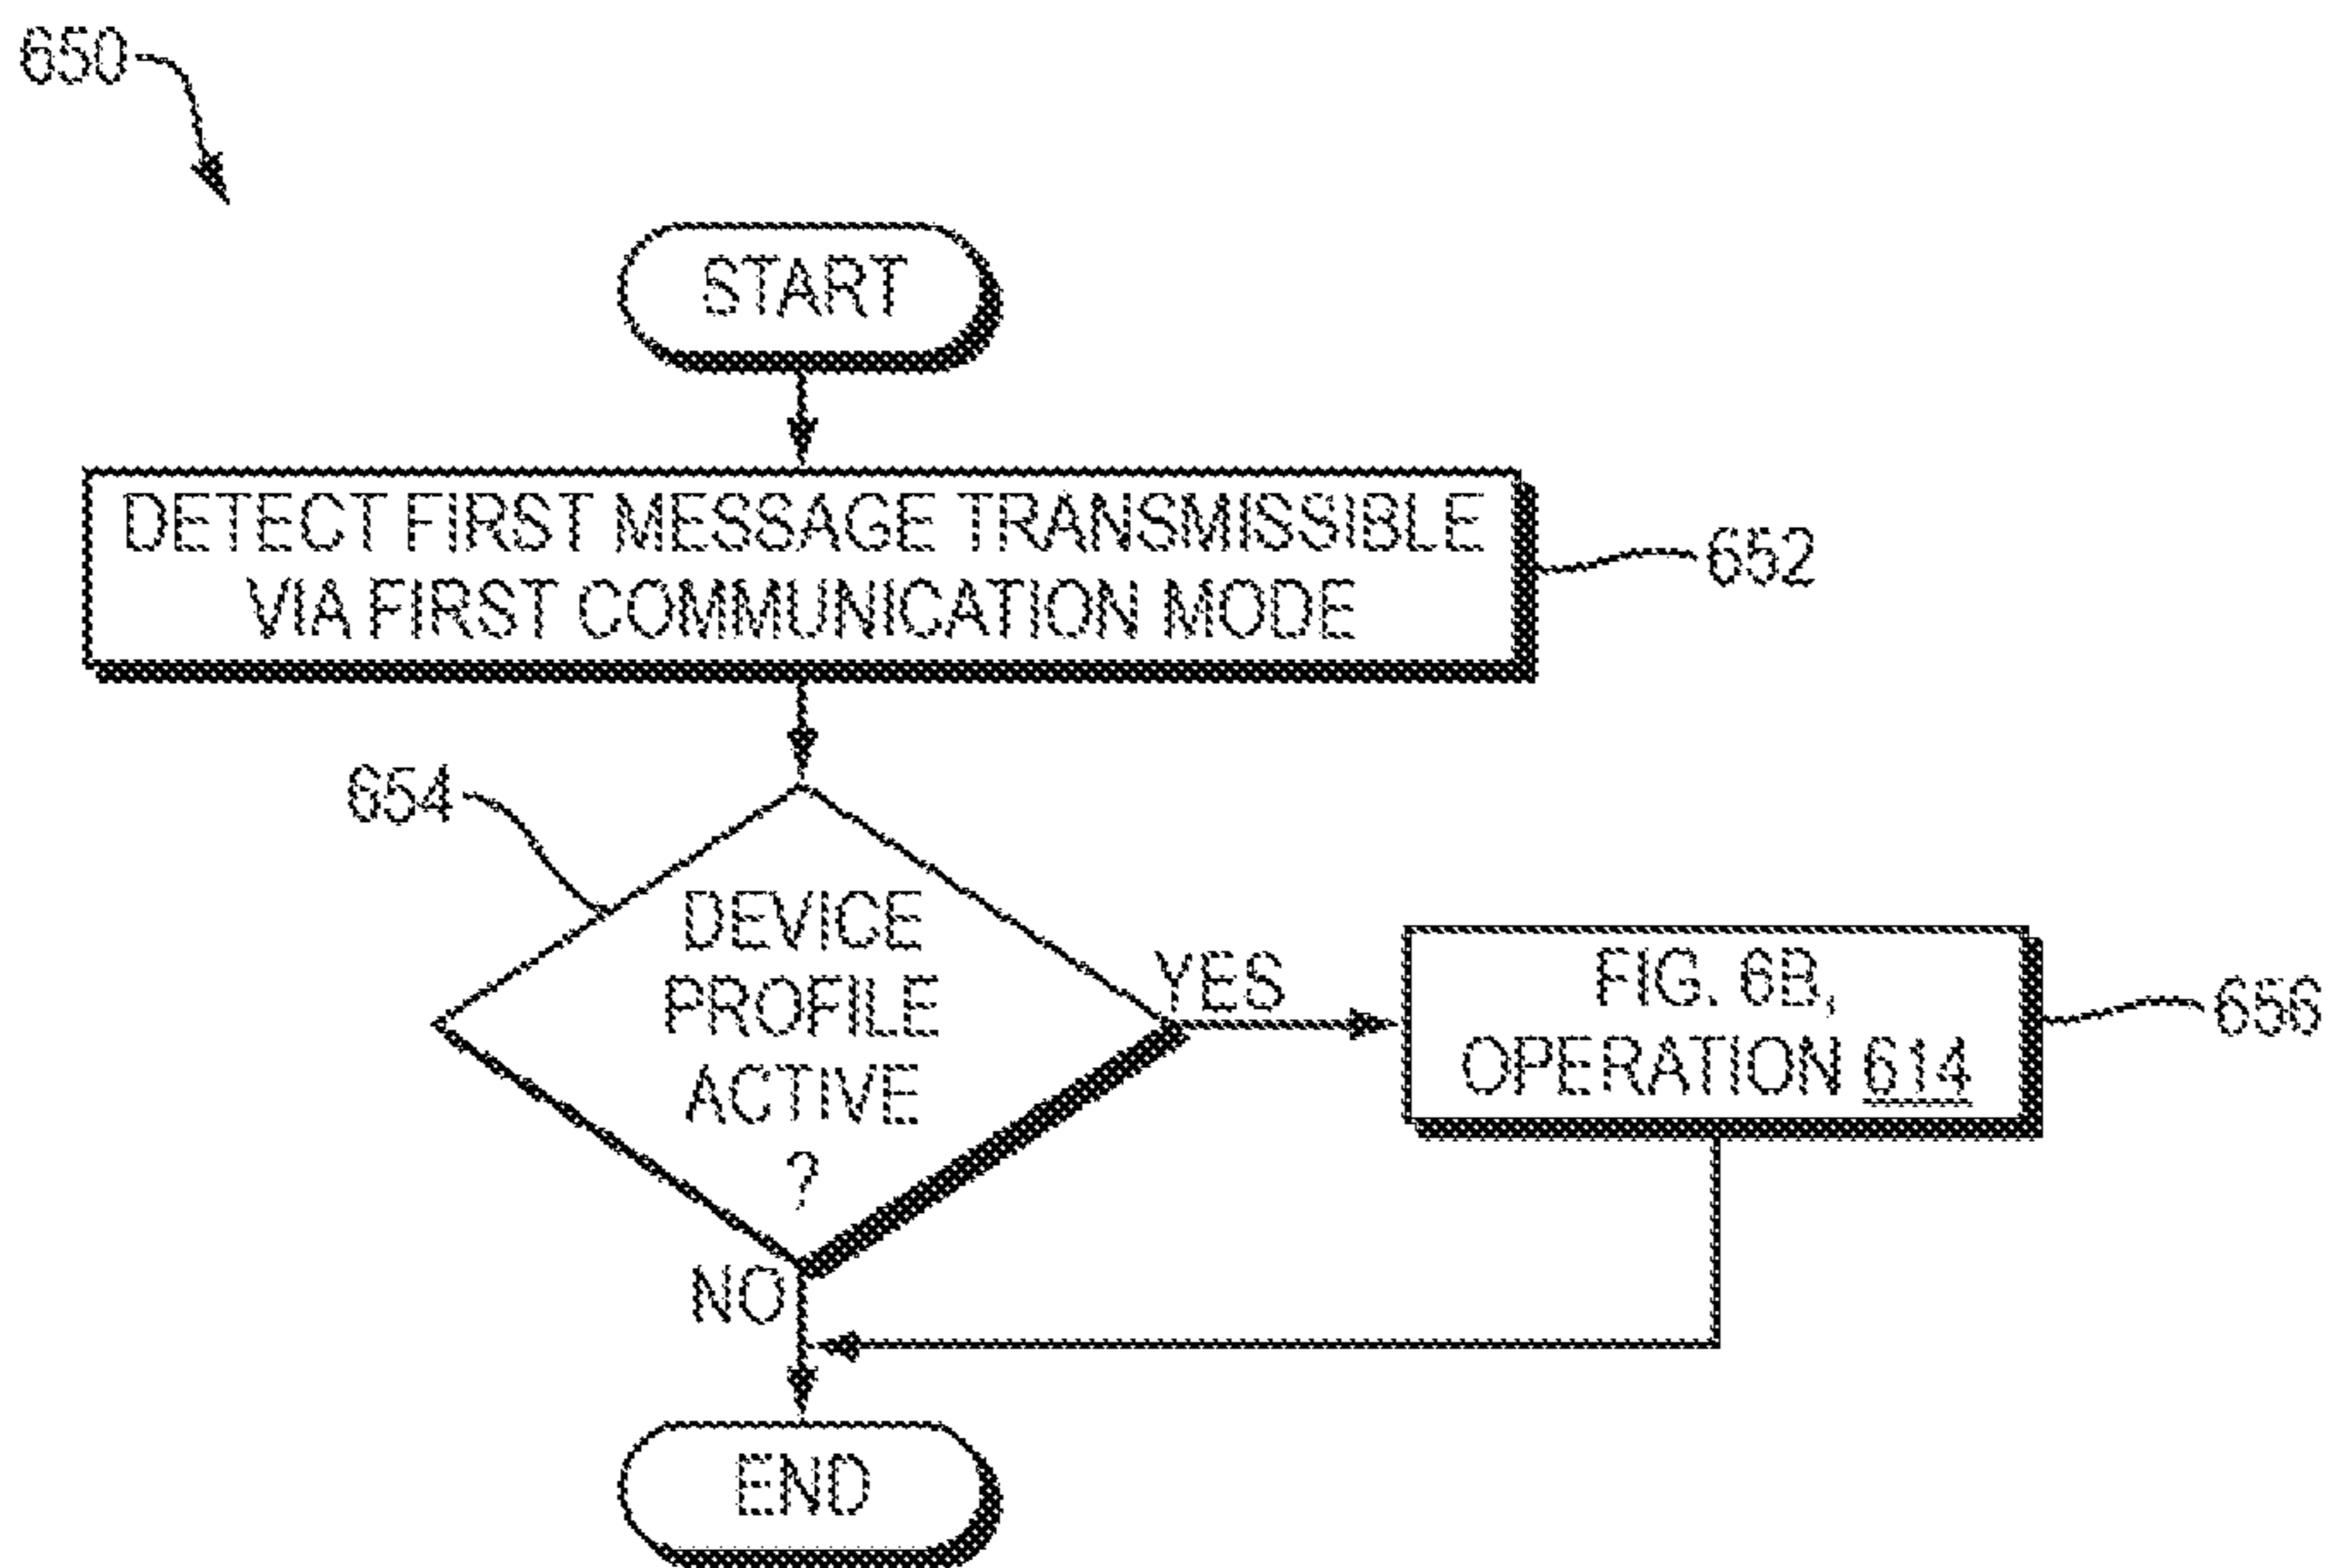 650
START
DETECT FIRST MESSAGE TRANSMISSIBLE
VIA FIRST COMMUNICATION MODE
652
654
DEVICE
PROFILE
ACTIVE
?
YES
FIG. 6B,
OPERATION 614
656
NO
END